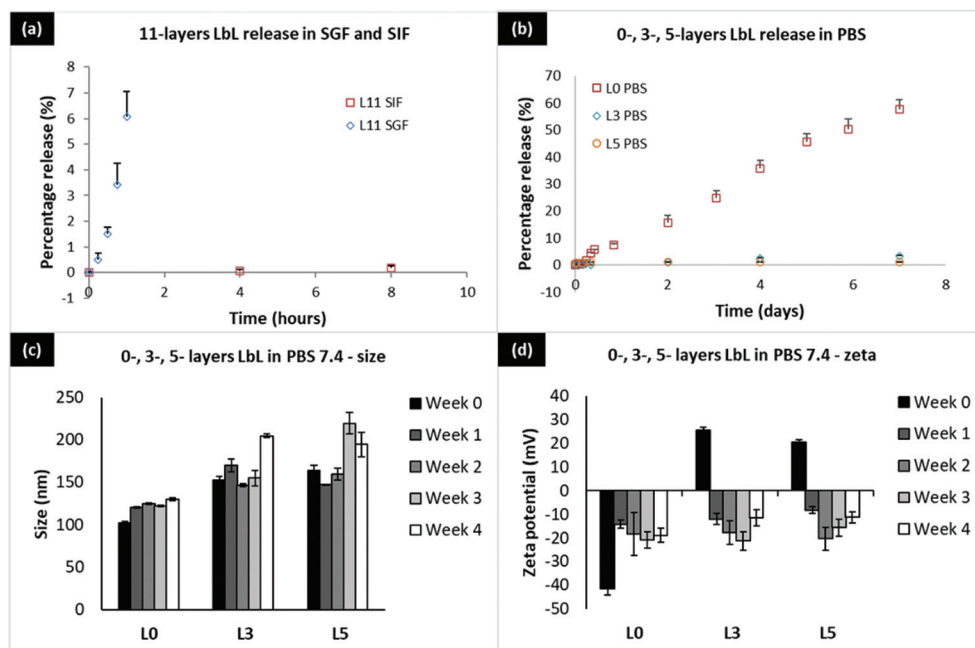 (a)
11-layers LbL release in SGF and SIF
Percentage release (%)
8
7
6
5
4
3
2
1
0
-1
0
2
4
6
8
10
Time (hours)
L11 SIF
L11 SGF
(b)
0-, 3-, 5-layers LbL release in PBS
Percentage release (%)
70
60
50
40
30
20
10
0
-10
0
2
4
6
8
Time (days)
L0 PBS
L3 PBS
L5 PBS
(c)
0-, 3-, 5- layers LbL in PBS 7.4 - size
Size (nm)
250
200
150
100
50
0
L0
L3
L5
Week 0
Week 1
Week 2
Week 3
Week 4
(d)
0-, 3-, 5- layers LbL in PBS 7.4 - zeta
Zeta potential (mV)
40
30
20
10
0
-10
-20
-30
-40
-50
L0
L3
L5
Week 0
Week 1
Week 2
Week 3
Week 4